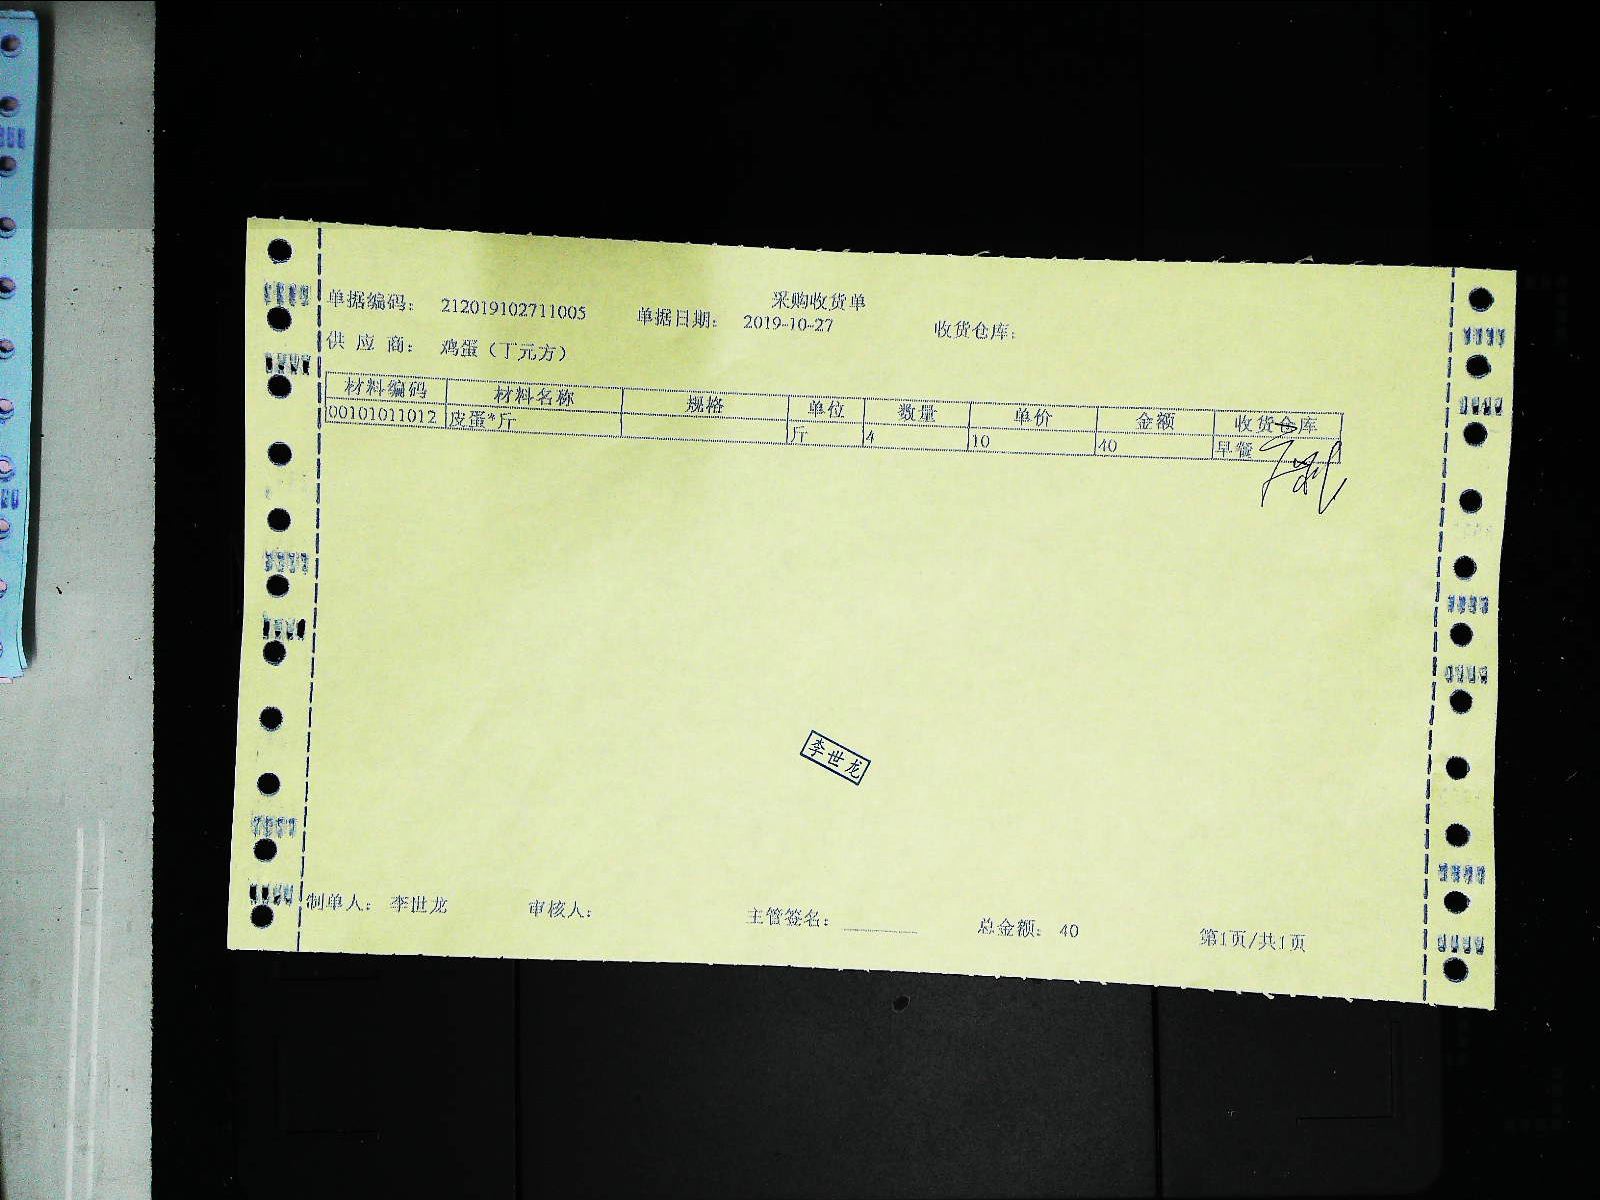 采购收货单
单据编码： 212019102711005 单据日期： 2019-10-27 收货仓库：
供 应 商： 鸡蛋（丁元方）
材料编码 材料名称 规格 单位 数量 单价 金额 收货仓库
00101011012 皮蛋*斤 斤 4 10 40 早餐
李世龙
制单人： 李世龙 审核人： 主管签名： 总金额： 40 第1页/共1页